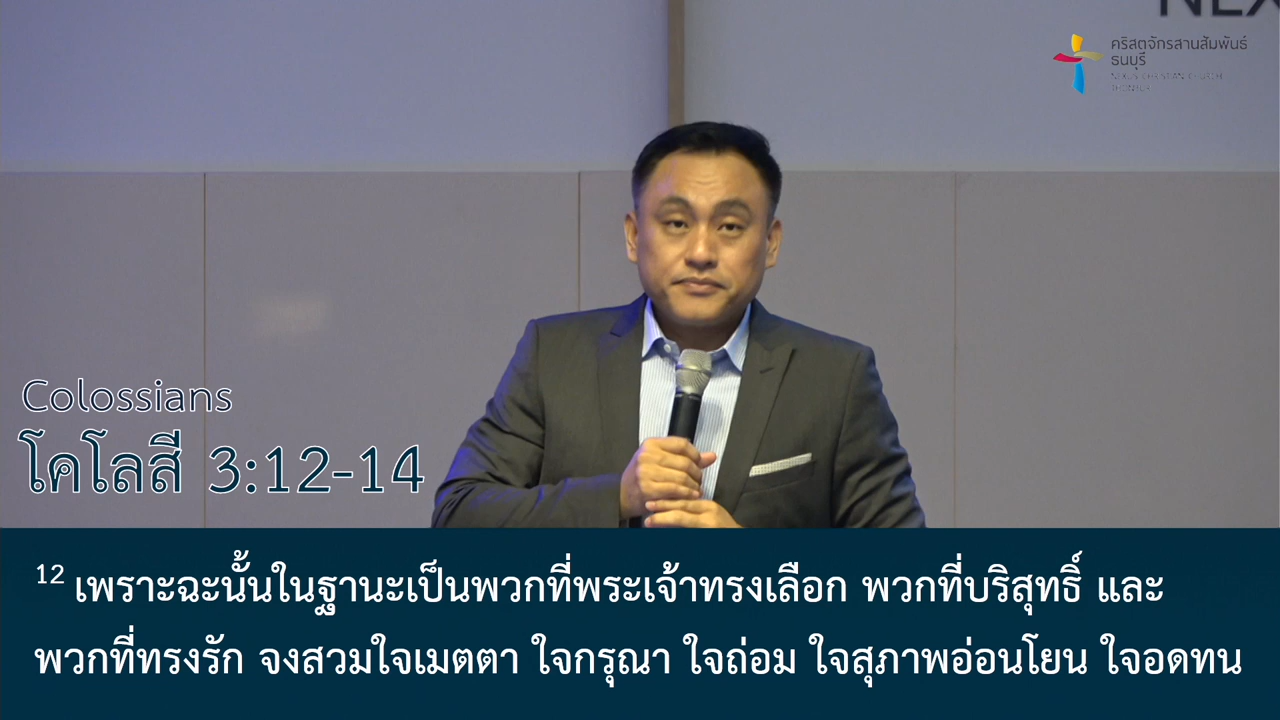 คริสตจักรสานสัมพันธ์
ธนบุรี
NEXUS CHRISTIAN CHURCH
Colossians
โคโลสี 3:12-14
12 เพราะฉะนั้นในฐานะเป็นพวกที่พระเจ้าทรงเลือก พวกที่บริสุทธิ์ และ
พวกที่ทรงรัก จงสวมใจเมตตา ใจกรุณา ใจถ่อม ใจสุภาพอ่อนโยน ใจอดทน